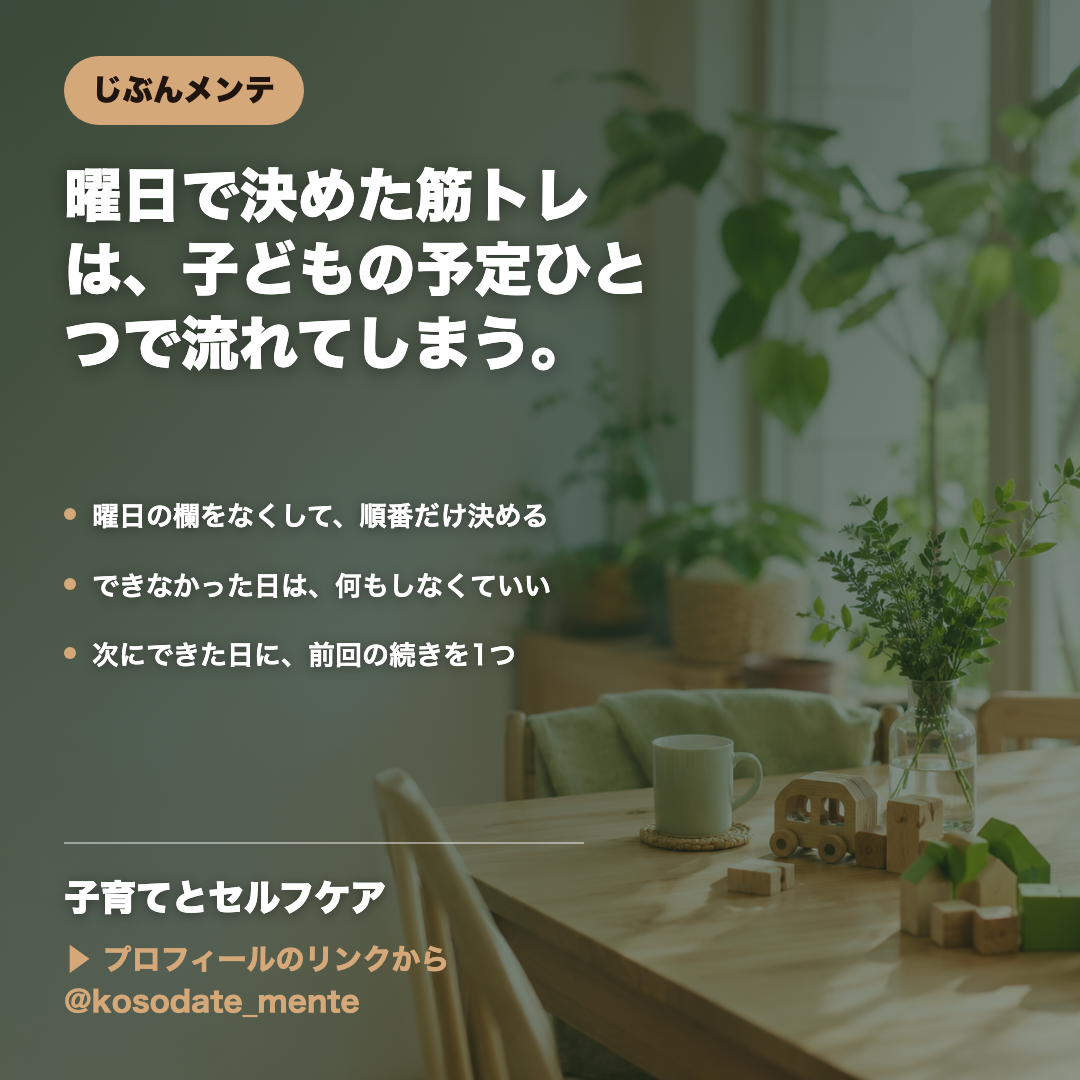 じぶんメンテ
曜日で決めた筋トレ
は、子どもの予定ひと
つで流れてしまう。
曜日の欄をなくして、順番だけ決める
できなかった日は、何もしなくていい
次にできた日に、前回の続きを1つ
子育てとセルフケア
▶ プロフィールのリンクから
@kosodate_mente